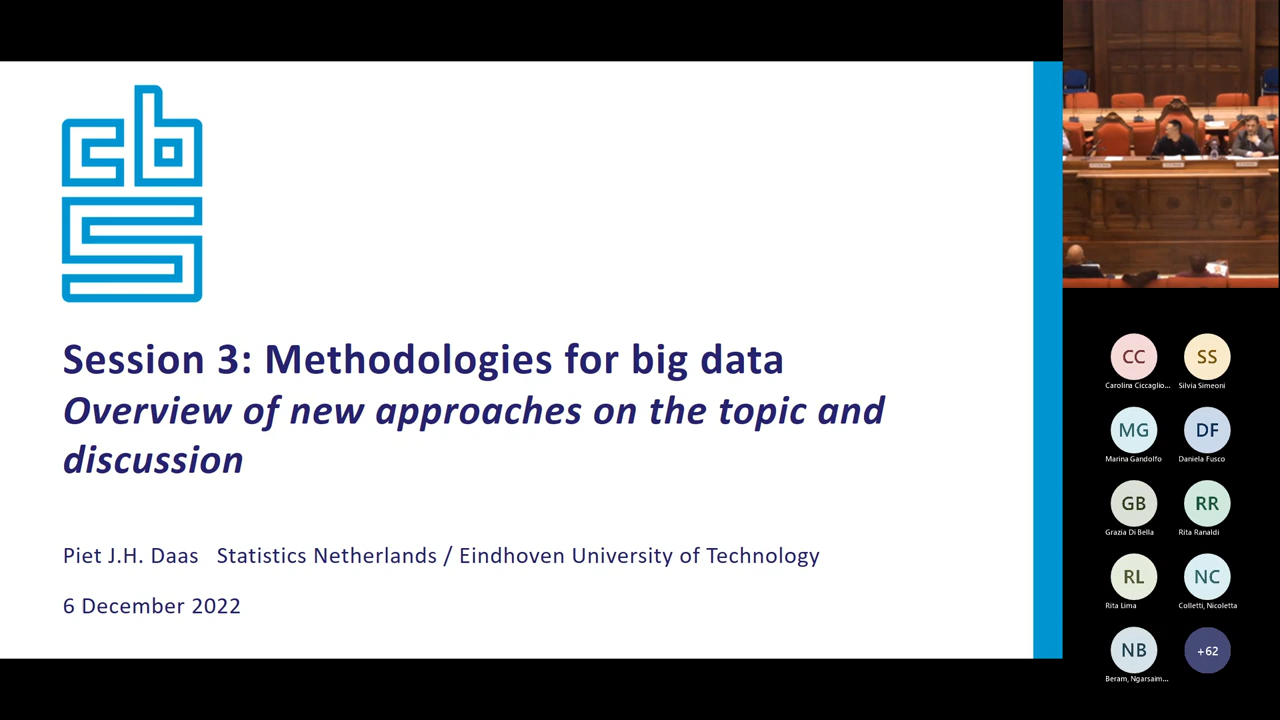 cbs
Session 3: Methodologies for big data
Overview of new approaches on the topic and
discussion
Piet J.H. Daas Statistics Netherlands / Eindhoven University of Technology
6 December 2022
CC
SS
Carolina Ciccaglio...
Silvia Simeoni
MG
DF
Marina Gandolfo
Daniela Fusco
GB
RR
Grazia Di Bella
Rita Ranaldi
RL
NC
Rita Lima
Colletti, Nicoletta
NB
+62
Beram, Ngarsaim...